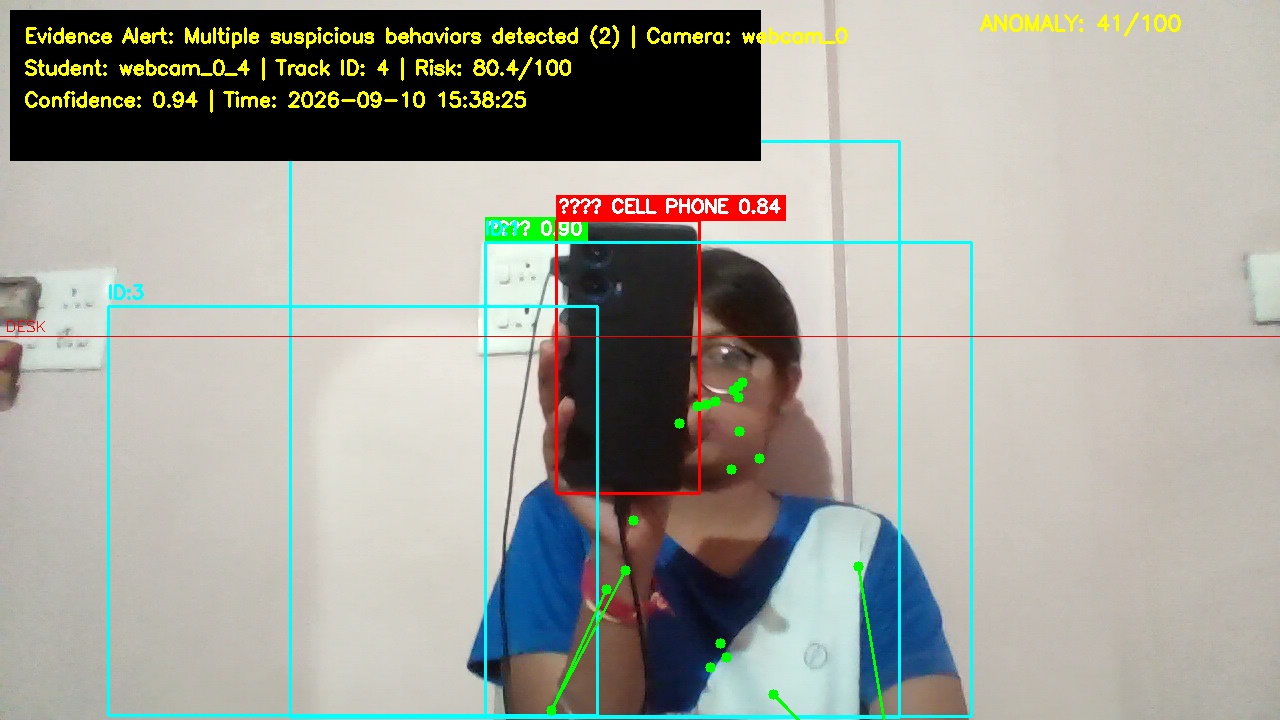 Evidence Alert: Multiple suspicious behaviors detected (2) | Camera: webcam_0
ANOMALY: 41/100
Student: webcam_0_4 | Track ID: 4 | Risk: 80.4/100
Confidence: 0.94 | Time: 2026-09-10 15:38:25
???? CELL PHONE 0.84
???? 0.90
ID:3
DESK